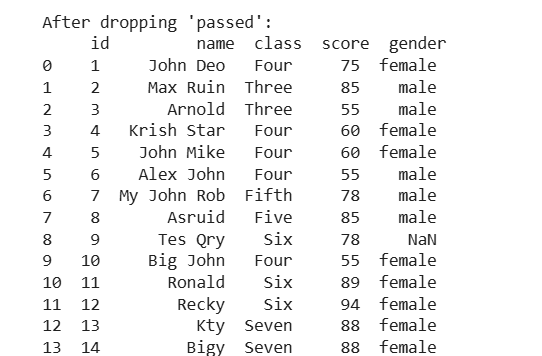 After dropping 'passed':
id name class score gender
0 1 John Deo Four 75 female
1 2 Max Ruin Three 85 male
2 3 Arnold Three 55 male
3 4 Krish Star Four 60 female
4 5 John Mike Four 60 female
5 6 Alex John Four 55 male
6 7 My John Rob Fifth 78 male
7 8 Asruid Five 85 male
8 9 Tes Qry Six 78 NaN
9 10 Big John Four 55 female
10 11 Ronald Six 89 female
11 12 Recky Six 94 female
12 13 Kty Seven 88 female
13 14 Bigy Seven 88 female